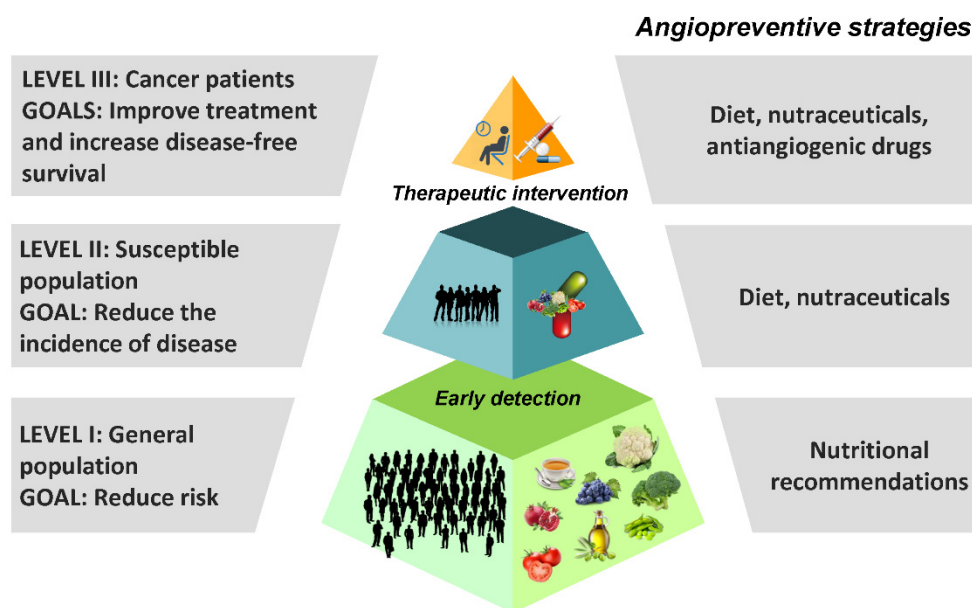 Angiopreventive strategies
LEVEL III: Cancer patients
GOALS: Improve treatment
and increase disease-free
survival
Diet, nutraceuticals,
antiangiogenic drugs
Therapeutic intervention
LEVEL II: Susceptible
population
GOAL: Reduce the
incidence of disease
Diet, nutraceuticals
Early detection
LEVEL I: General
population
GOAL: Reduce risk
Nutritional
recommendations